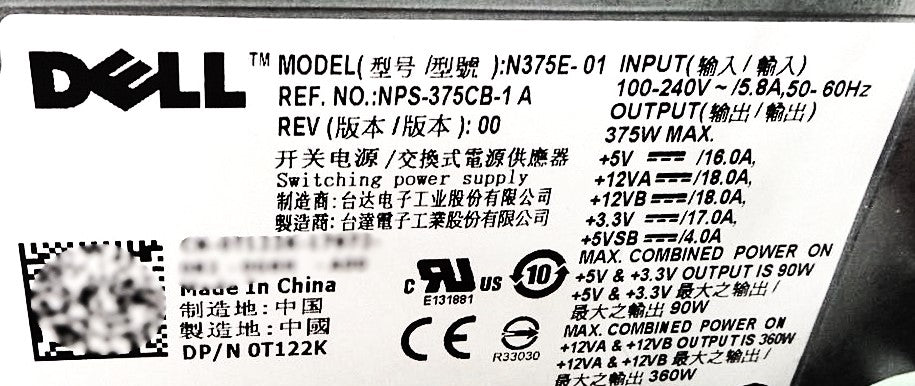 DELL™
MODEL(型号/型號):N375E-01
REF. NO.:NPS-375CB-1 A
REV(版本/版本): 00
开关电源/交換式電源供應器
Switching power supply
制造商:台达电子工业股份有限公司
製造商:台達電子工業股份有限公司
Made In China
制造地:中国
製造地:中國
DP/N 0T122K
c RU US
E131881
10
CE
R33030
INPUT(输入/輸入)
100-240V~/5.8A,50-60Hz
OUTPUT(输出/輸出)
375W MAX.
+5V ⎓ /16.0A,
+12VA⎓/18.0A,
+12VB⎓/18.0A,
+3.3V ⎓/17.0A,
+5VSB⎓/4.0A
MAX. COMBINED POWER ON
+5V & +3.3V OUTPUT IS 90W
+5V & +3.3V 最大之输出/
最大之輸出 90W
MAX. COMBINED POWER ON
+12VA & +12VB OUTPUT IS 360W
+12VA & +12VB 最大之输出/
最大之輸出 360W